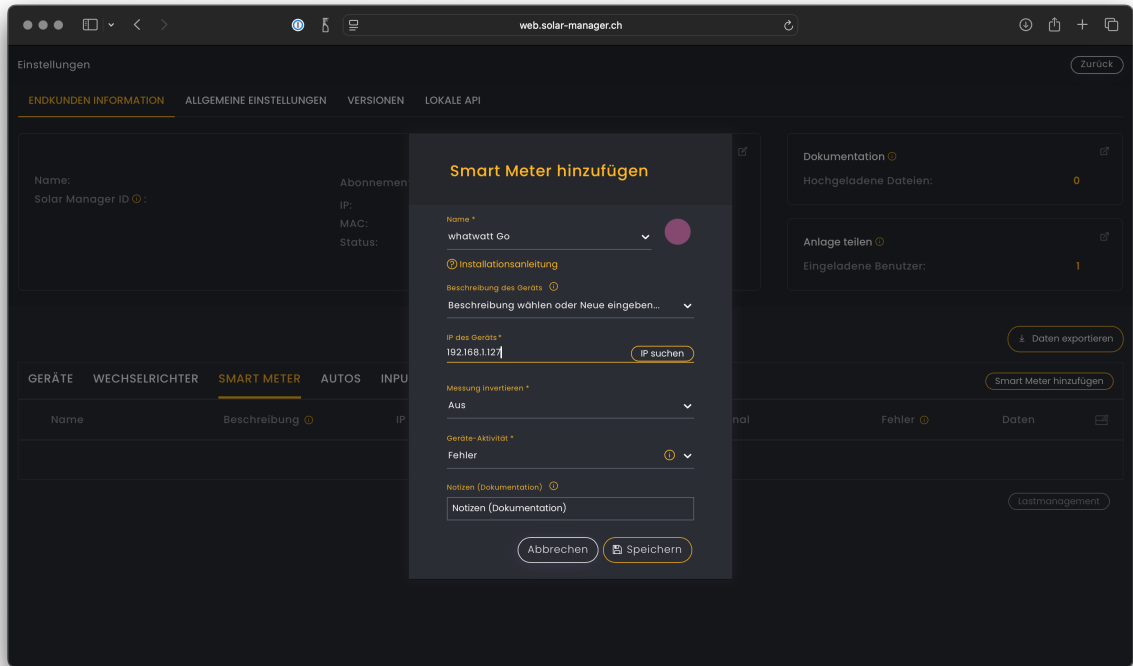 web.solar-manager.ch
Einstellungen
Zurück
ENDKUNDEN INFORMATION ALLGEMEINE EINSTELLUNGEN VERSIONEN LOKALE API
Name:
Solar Manager ID :
Abonnemen
IP:
MAC:
Status:
Dokumentation
Hochgeladene Dateien: 0
Anlage teilen
Eingeladene Benutzer: 1
Daten exportieren
GERÄTE WECHSELRICHTER SMART METER AUTOS INPU
Smart Meter hinzufügen
Name Beschreibung IP nal Fehler Daten
Lastmanagement
Smart Meter hinzufügen
Name *
whatwatt Go
Installationsanleitung
Beschreibung des Geräts
Beschreibung wählen oder Neue eingeben...
IP des Geräts *
192.168.1.127
IP suchen
Messung invertieren *
Aus
Geräte-Aktivität *
Fehler
Notizen (Dokumentation)
Notizen (Dokumentation)
Abbrechen Speichern